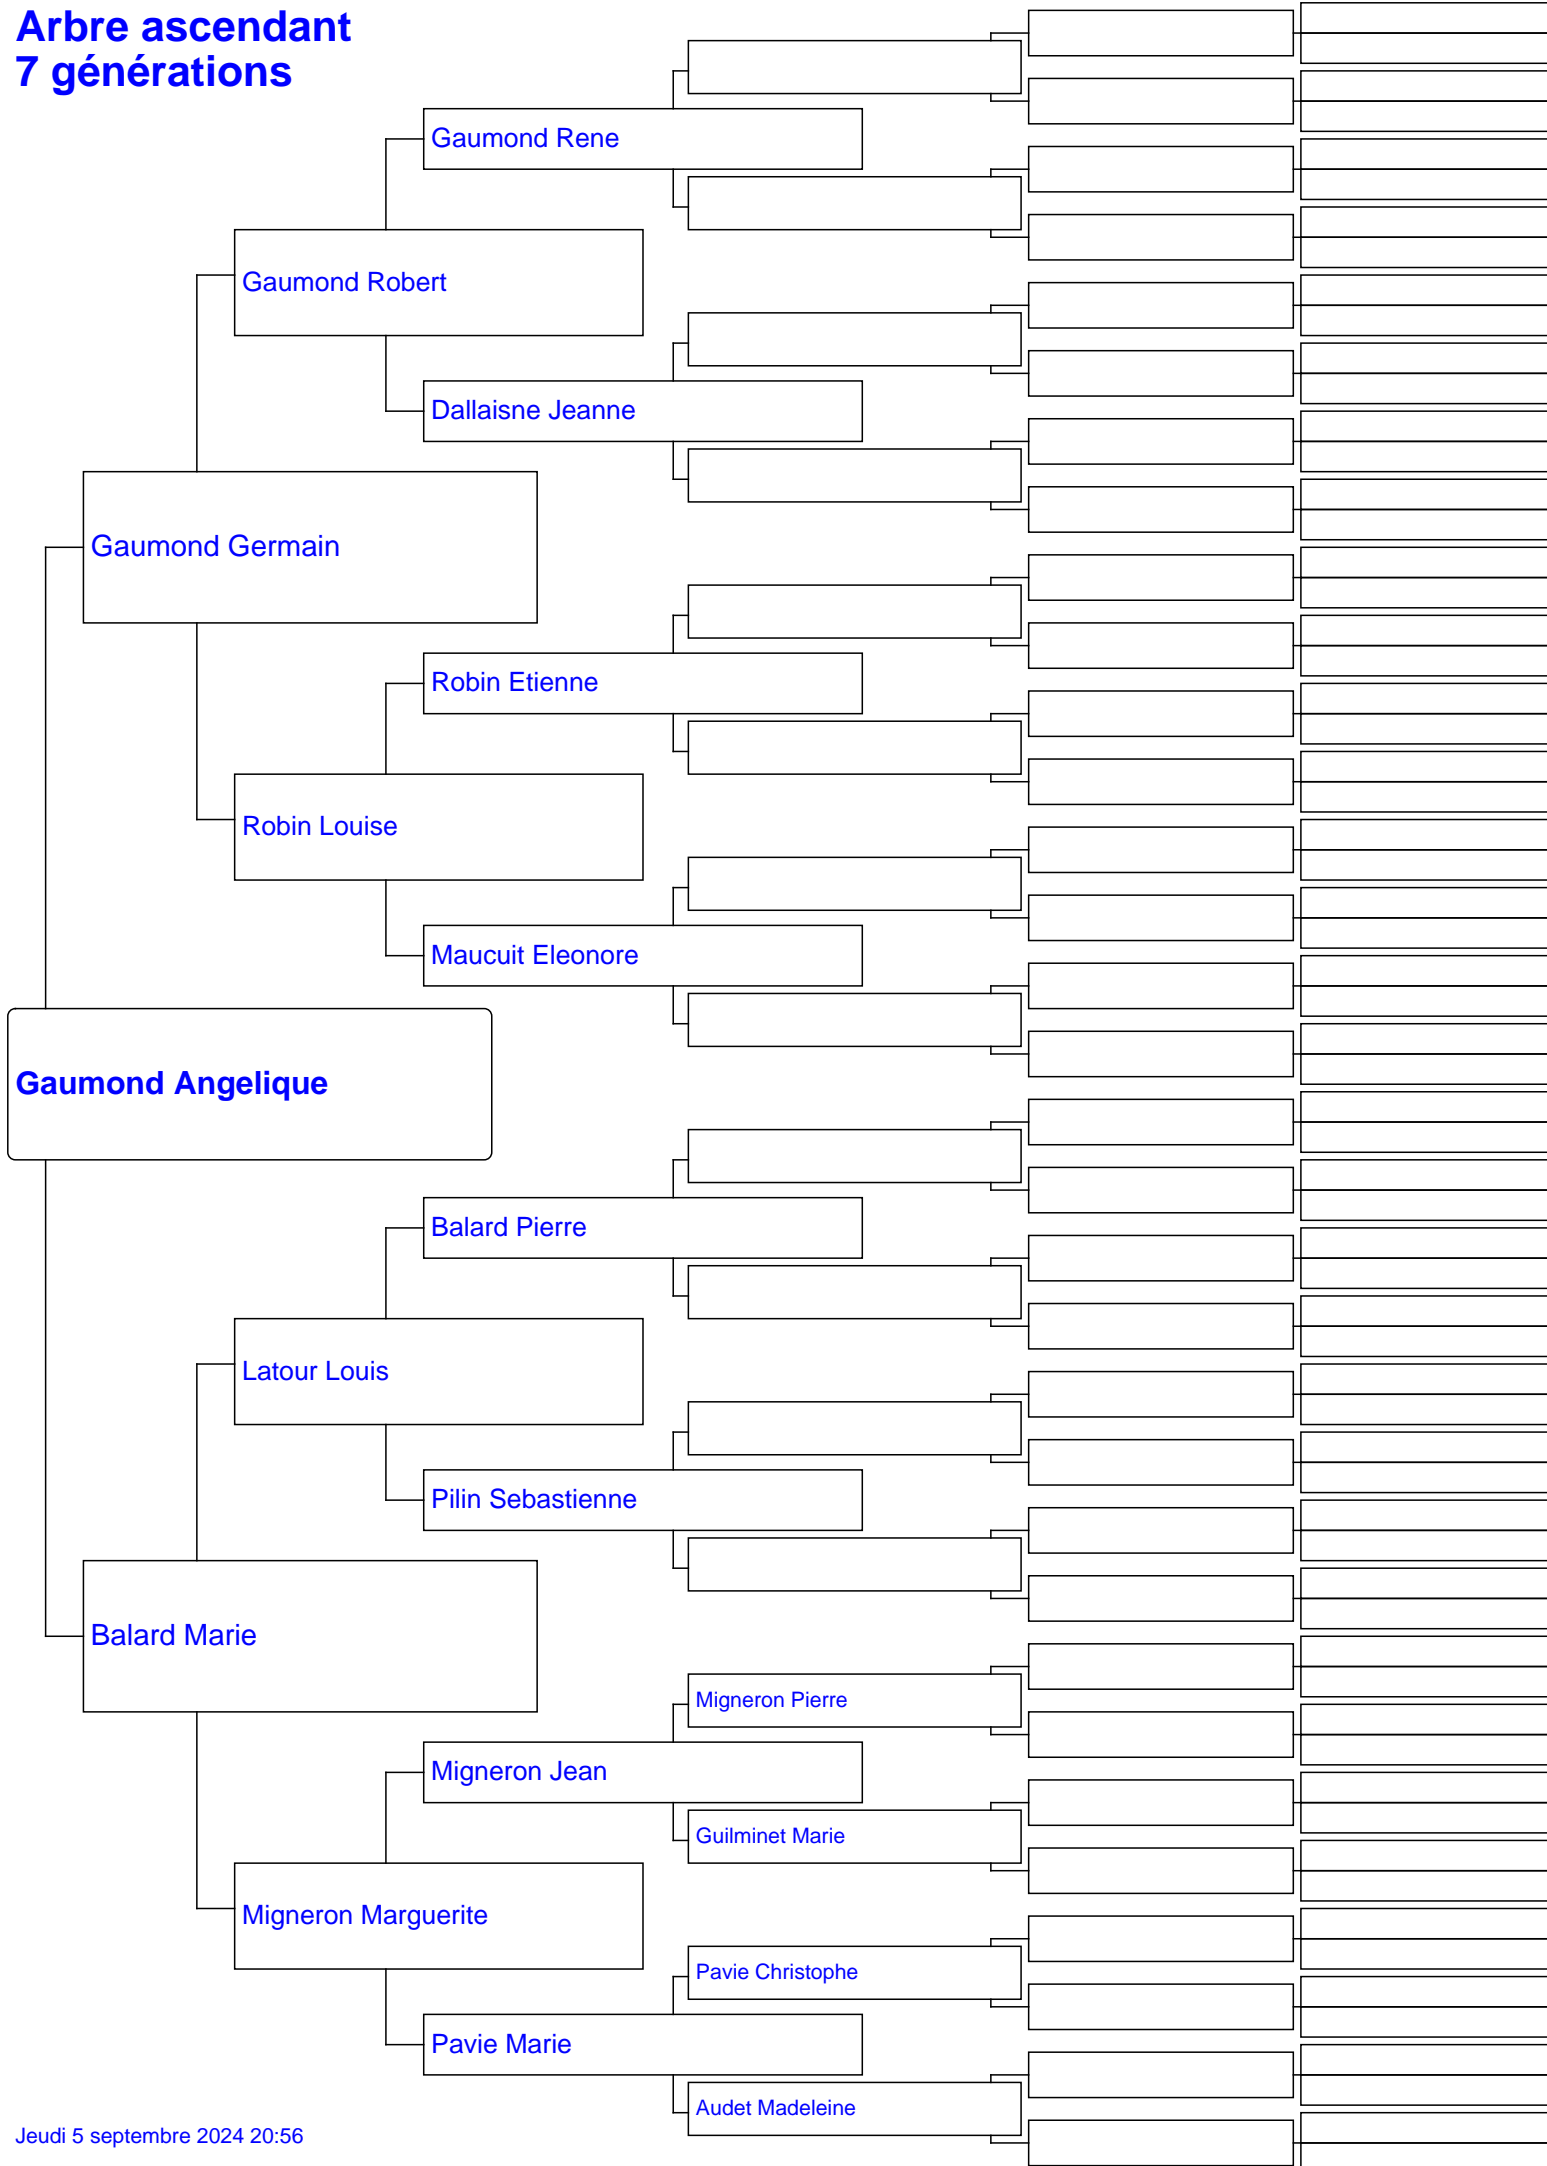 Arbre ascendant
7 générations
Gaumond Rene
Gaumond Robert
Dallaisne Jeanne
Gaumond Germain
Robin Etienne
Robin Louise
Maucuit Eleonore
Gaumond Angelique
Balard Pierre
Latour Louis
Pilin Sebastienne
Balard Marie
Migneron Pierre
Migneron Jean
Guilminet Marie
Migneron Marguerite
Pavie Christophe
Pavie Marie
Audet Madeleine
Jeudi 5 septembre 2024 20:56